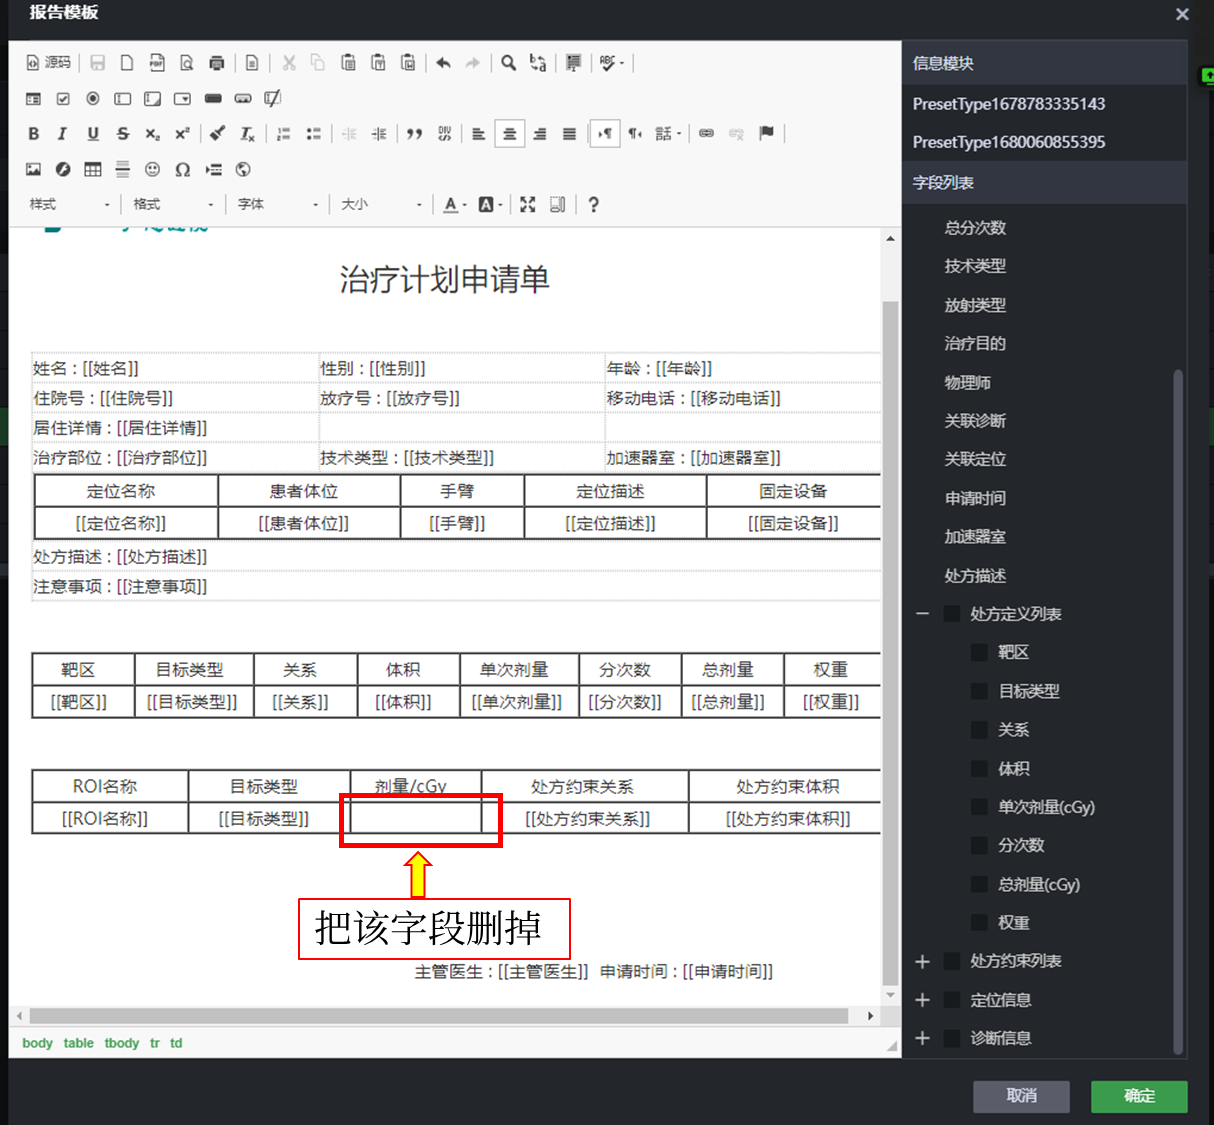 报告模板
源码
样式 格式 字体 大小
治疗计划申请单
姓名：[[姓名]] 性别：[[性别]] 年龄：[[年龄]]
住院号：[[住院号]] 放疗号：[[放疗号]] 移动电话：[[移动电话]]
居住详情：[[居住详情]]
治疗部位：[[治疗部位]] 技术类型：[[技术类型]] 加速器室：[[加速器室]]
定位名称 患者体位 手臂 定位描述 固定设备
[[定位名称]] [[患者体位]] [[手臂]] [[定位描述]] [[固定设备]]
处方描述：[[处方描述]]
注意事项：[[注意事项]]
靶区 目标类型 关系 体积 单次剂量 分次数 总剂量 权重
[[靶区]] [[目标类型]] [[关系]] [[体积]] [[单次剂量]] [[分次数]] [[总剂量]] [[权重]]
ROI名称 目标类型 剂量/cGy 处方约束关系 处方约束体积
[[ROI名称]] [[目标类型]] [[处方约束关系]] [[处方约束体积]]
把该字段删掉
主管医生：[[主管医生]] 申请时间：[[申请时间]]
body table tbody tr td
信息模块
PresetType1678783335143
PresetType1680060855395
字段列表
总分次数
技术类型
放射类型
治疗目的
物理师
关联诊断
关联定位
申请时间
加速器室
处方描述
处方定义列表
靶区
目标类型
关系
体积
单次剂量(cGy)
分次数
总剂量(cGy)
权重
处方约束列表
定位信息
诊断信息
取消 确定